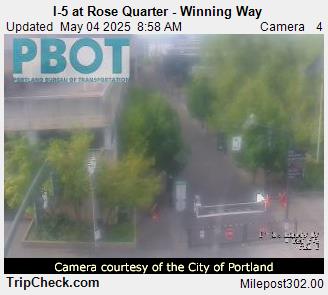 I-5 at Rose Quarter - Winning Way
Updated May 04 2025 8:58 AM Camera 4
PBOT
PORTLAND BUREAU OF TRANSPORTATION
Camera courtesy of the City of Portland
TripCheck.com Milepost302.00